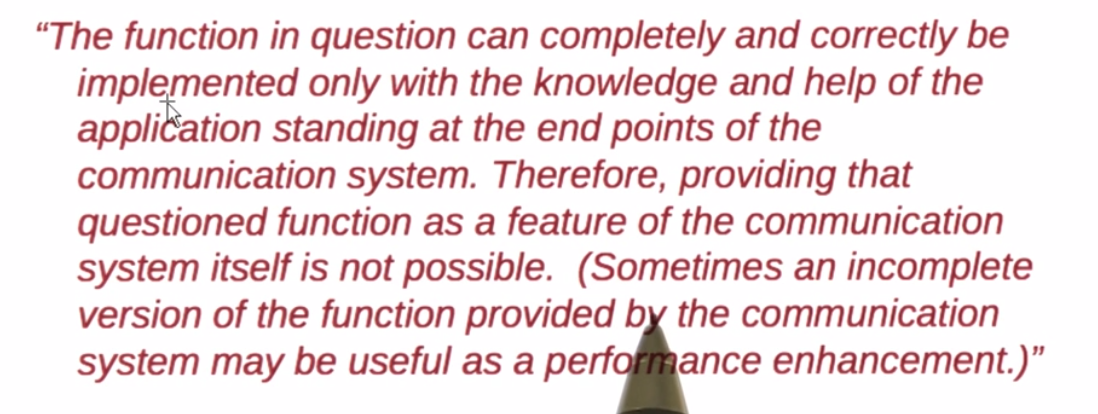 “The function in question can completely and correctly be
implemented only with the knowledge and help of the
application standing at the end points of the
communication system. Therefore, providing that
questioned function as a feature of the communication
system itself is not possible. (Sometimes an incomplete
version of the function provided by the communication
system may be useful as a performance enhancement.)”